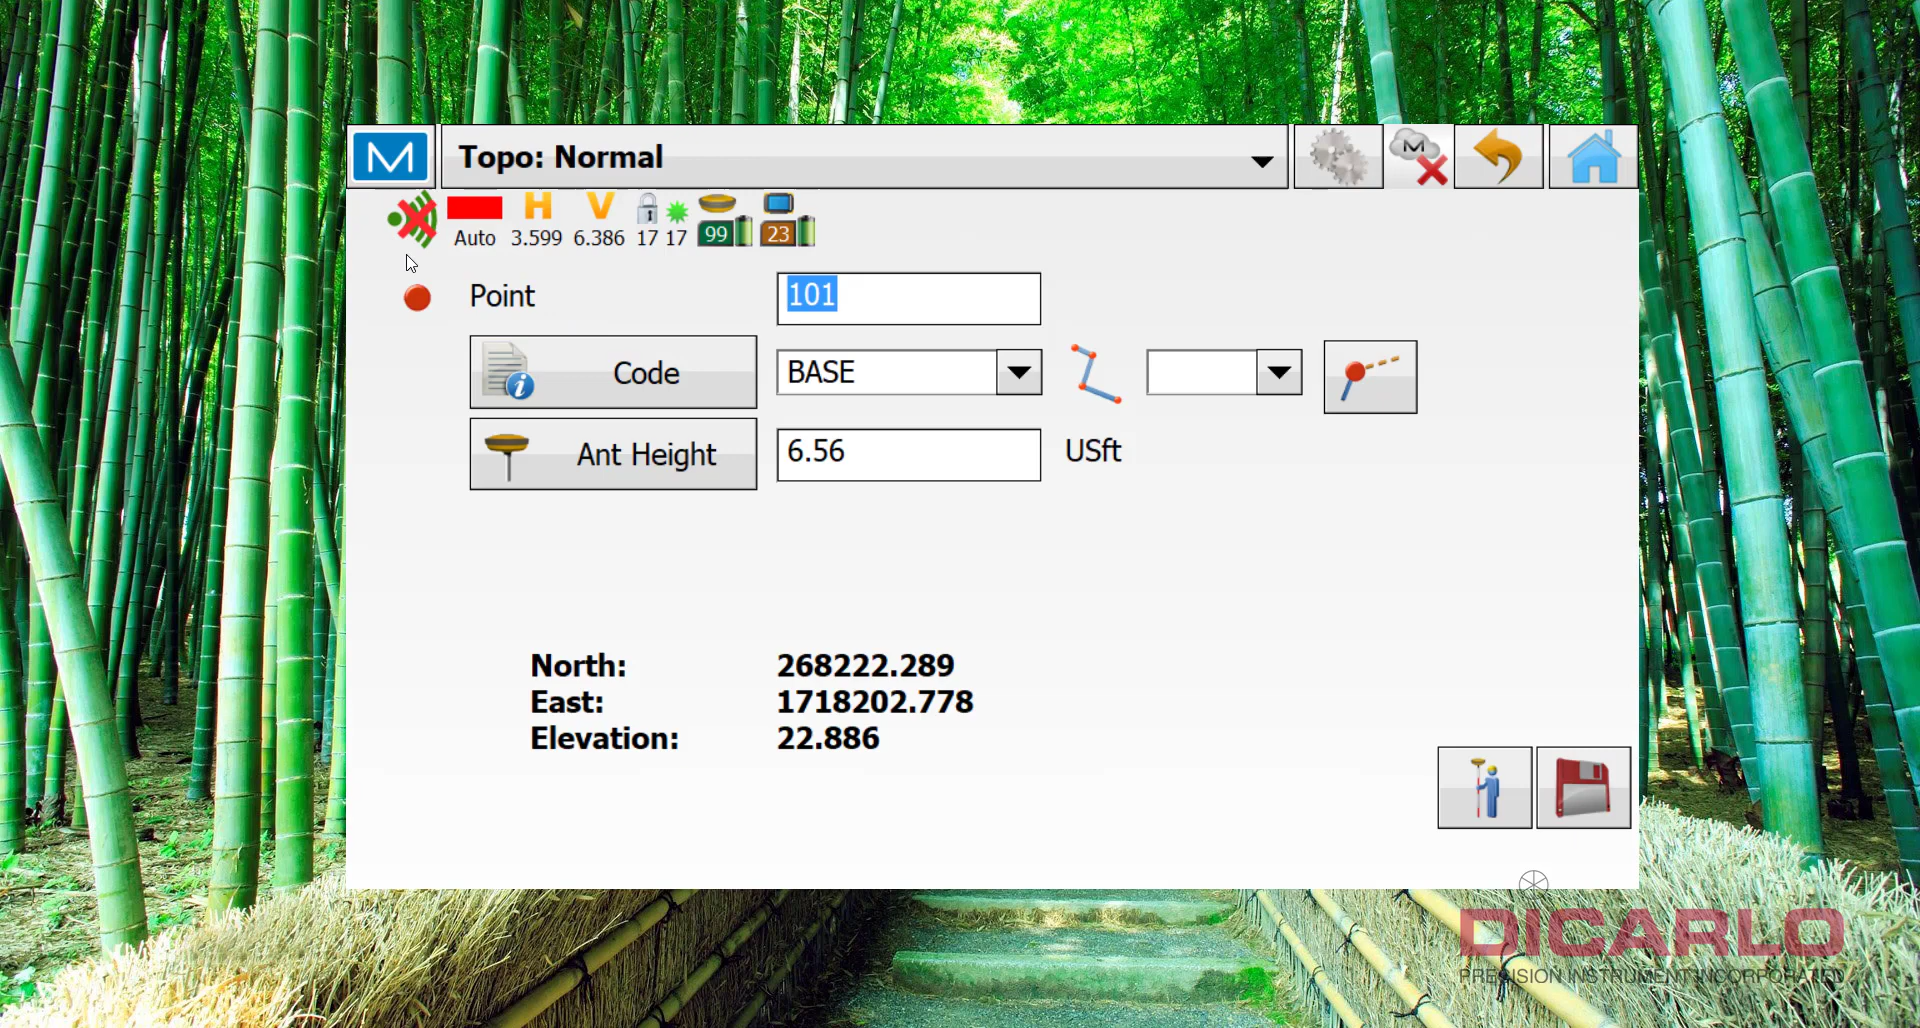 M Topo: Normal M
H V
Auto 3.599 6.386 17 17 99 23
Point 101
Code BASE
Ant Height 6.56 USft
North: 268222.289
East: 1718202.778
Elevation: 22.886
DICARLO
PRECISION INSTRUMENT INCORPORATED